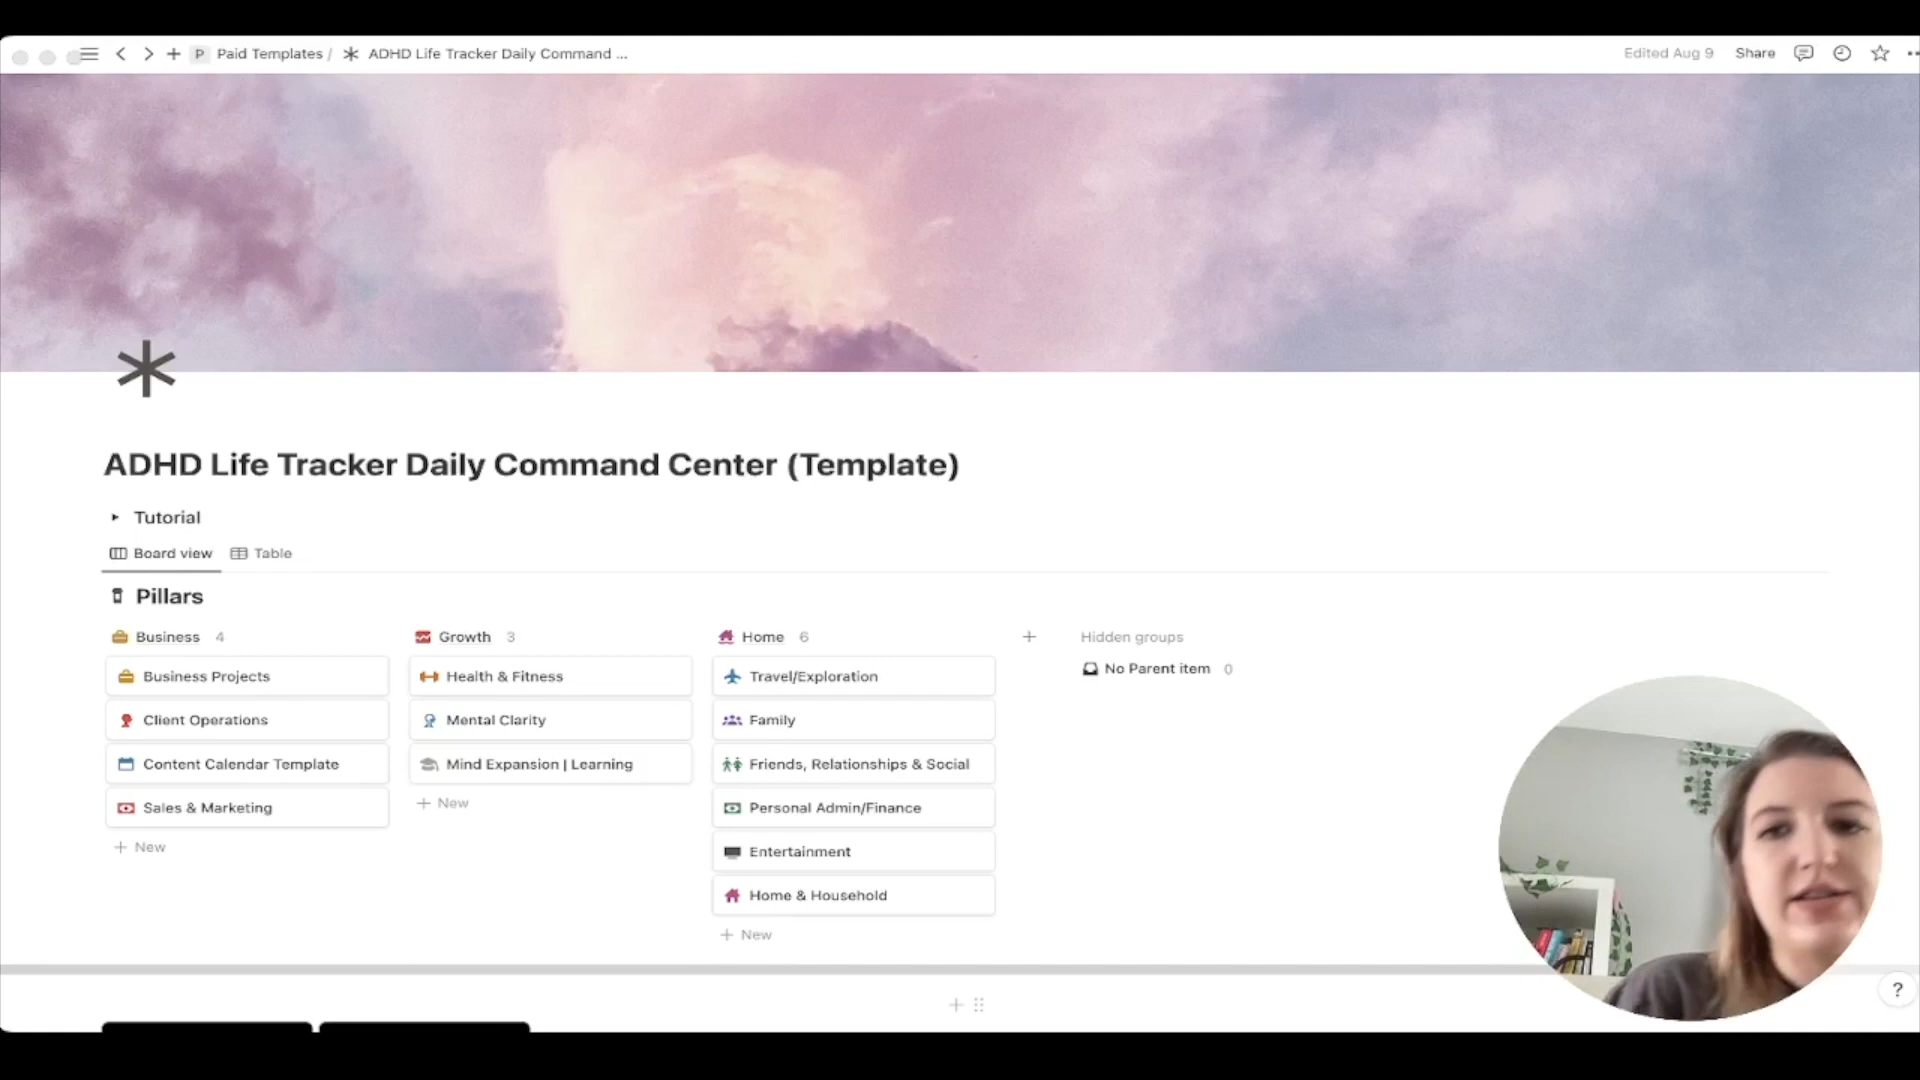 P Paid Templates / ADHD Life Tracker Daily Command ...
Edited Aug 9 Share
ADHD Life Tracker Daily Command Center (Template)
Tutorial
Board view Table
Pillars
Business 4
Business Projects
Client Operations
Content Calendar Template
Sales & Marketing
+ New
Growth 3
Health & Fitness
Mental Clarity
Mind Expansion | Learning
+ New
Home 6
Travel/Exploration
Family
Friends, Relationships & Social
Personal Admin/Finance
Entertainment
Home & Household
+ New
Hidden groups
No Parent item 0
?